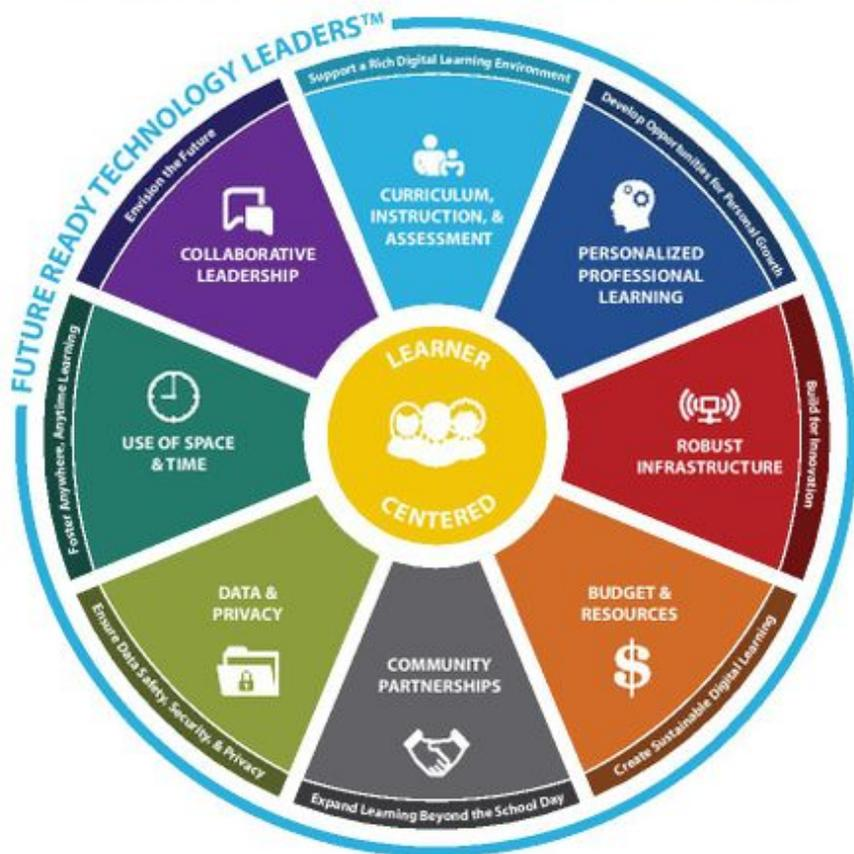 FUTURE READY TECHNOLOGY LEADERS™
Support a Rich Digital Learning Environment
CURRICULUM,
INSTRUCTION, &
ASSESSMENT
Develop Opportunities for Personal Growth
PERSONALIZED
PROFESSIONAL
LEARNING
Build for Innovation
ROBUST
INFRASTRUCTURE
Create Sustainable Digital Learning
BUDGET &
RESOURCES
$
Expand Learning Beyond the School Day
COMMUNITY
PARTNERSHIPS
Ensure Data Safety, Security, & Privacy
DATA &
PRIVACY
Foster Anywhere, Anytime Learning
USE OF SPACE
& TIME
Envision the Future
COLLABORATIVE
LEADERSHIP
LEARNER
CENTERED